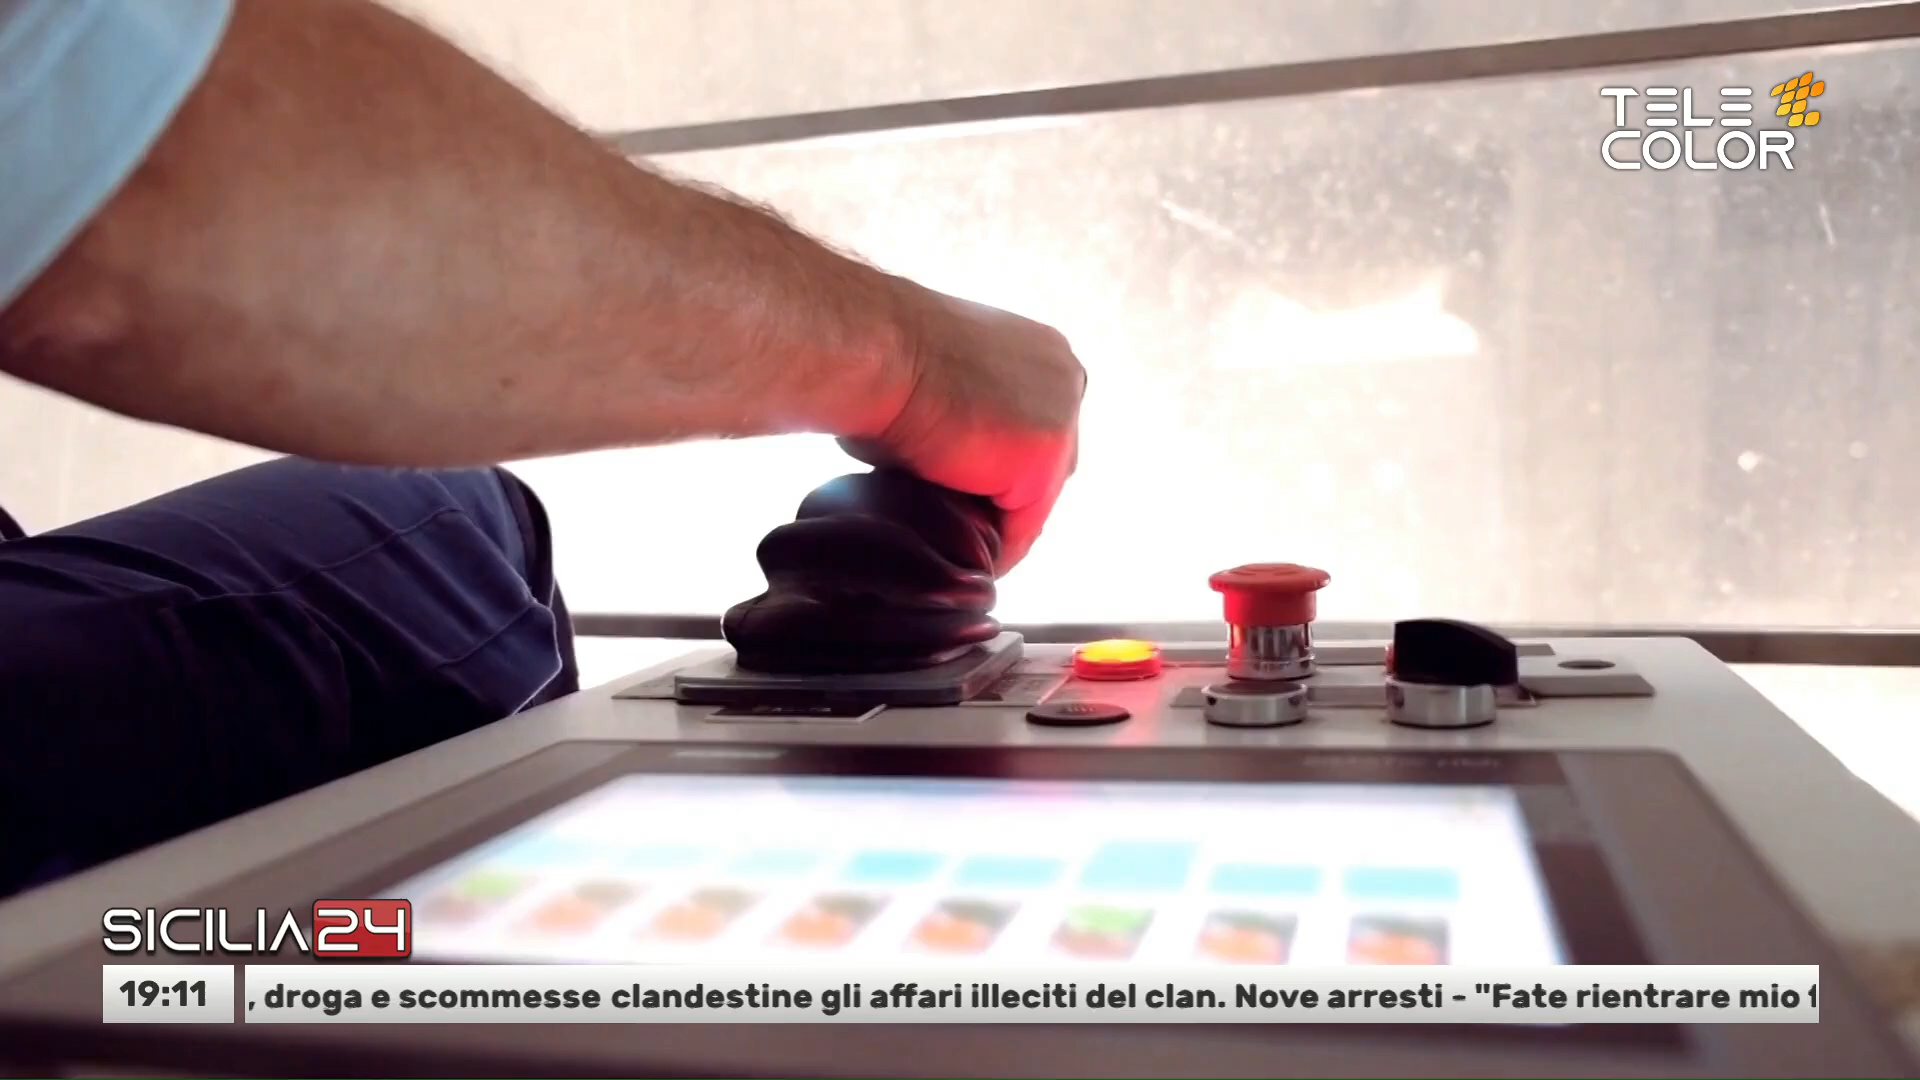 TELE
COLOR
SICILIA24
19:11
, droga e scommesse clandestine gli affari illeciti del clan. Nove arresti - "Fate rientrare mio